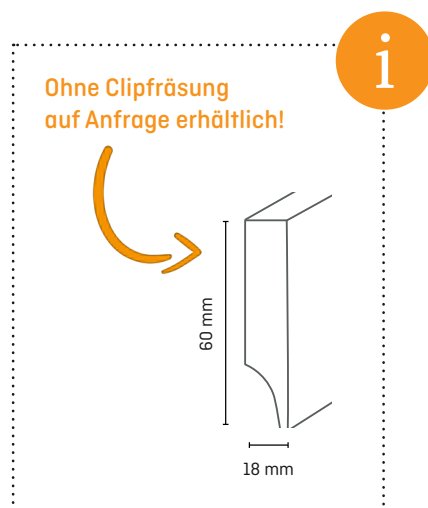 i
Ohne Clipfräsung
auf Anfrage erhältlich!
60 mm
18 mm